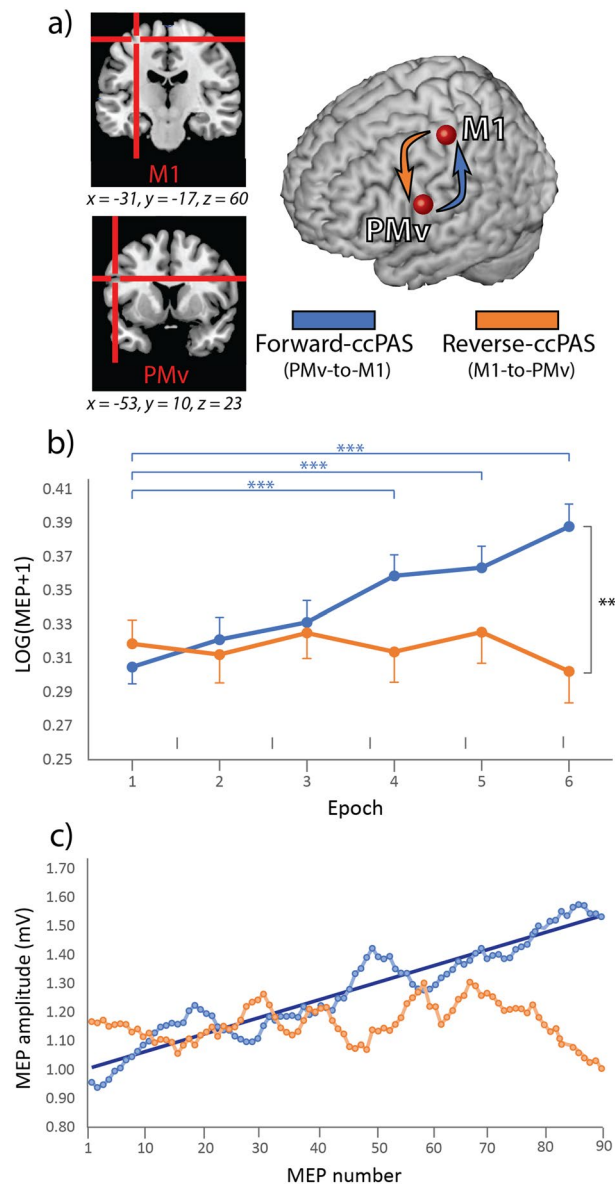 a)
M1
x = -31, y = -17, z = 60
PMv
x = -53, y = 10, z = 23
M1
PMv
Forward-ccPAS
(PMv-to-M1)
Reverse-ccPAS
(M1-to-PMv)
b)
***
***
***
0.41
0.39
0.37
0.35
0.33
0.31
0.29
0.27
0.25
LOG(MEP+1)
**
1 2 3 4 5 6
Epoch
c)
1.70
1.60
1.50
1.40
1.30
1.20
1.10
1.00
0.90
0.80
MEP amplitude (mV)
1 10 20 30 40 50 60 70 80 90
MEP number